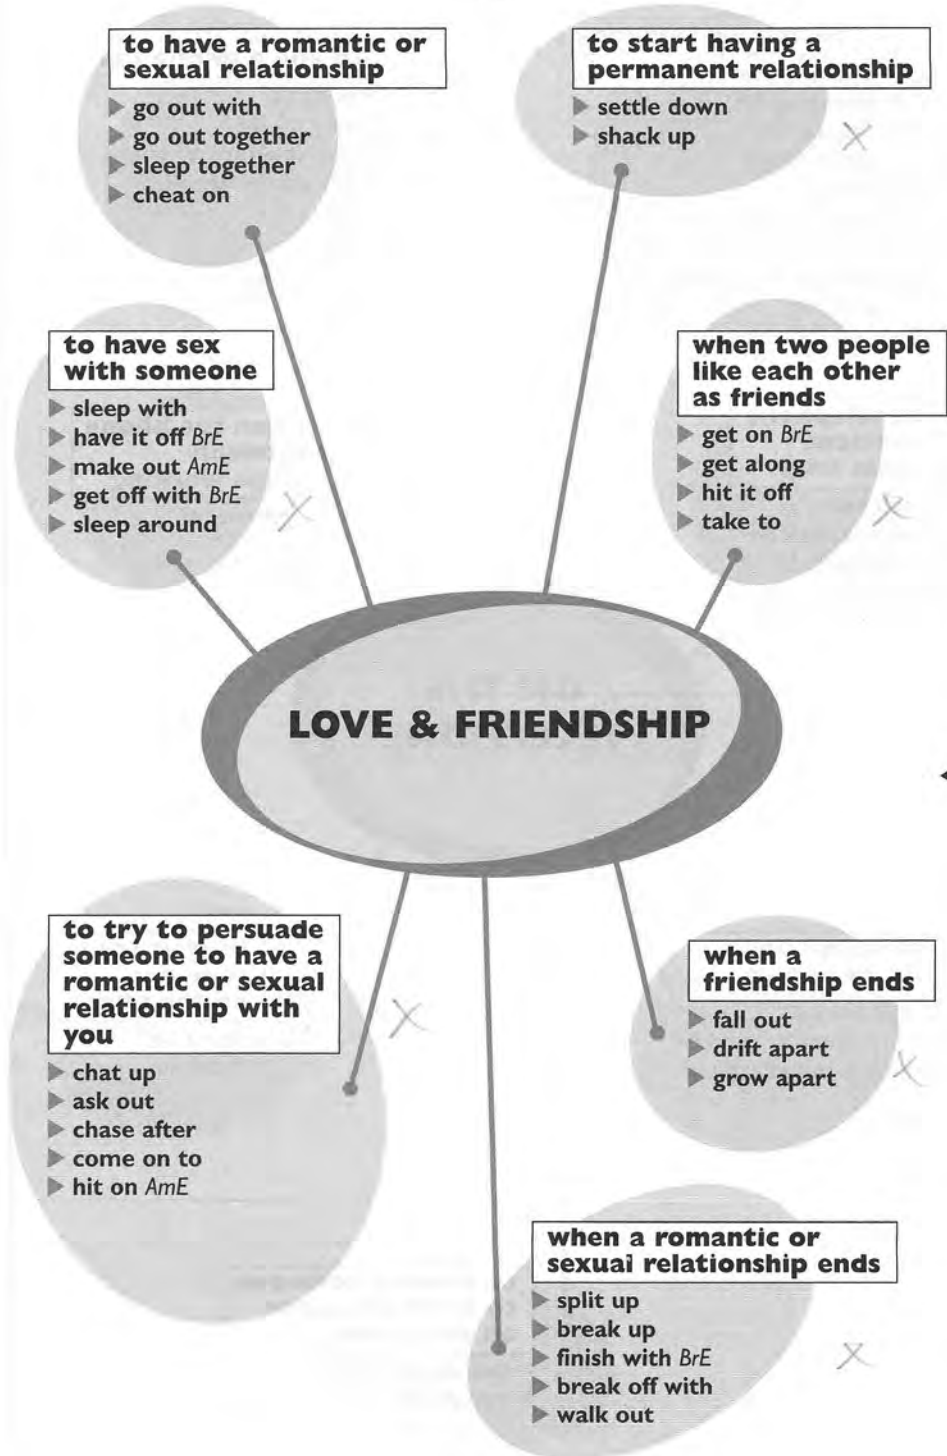 to have a romantic or
sexual relationship
go out with
go out together
sleep together
cheat on
to start having a
permanent relationship
settle down
shack up
to have sex
with someone
sleep with
have it off BrE
make out AmE
get off with BrE
sleep around
when two people
like each other
as friends
get on BrE
get along
hit it off
take to
LOVE & FRIENDSHIP
to try to persuade
someone to have a
romantic or sexual
relationship with
you
chat up
ask out
chase after
come on to
hit on AmE
when a
friendship ends
fall out
drift apart
grow apart
when a romantic or
sexual relationship ends
split up
break up
finish with BrE
break off with
walk out